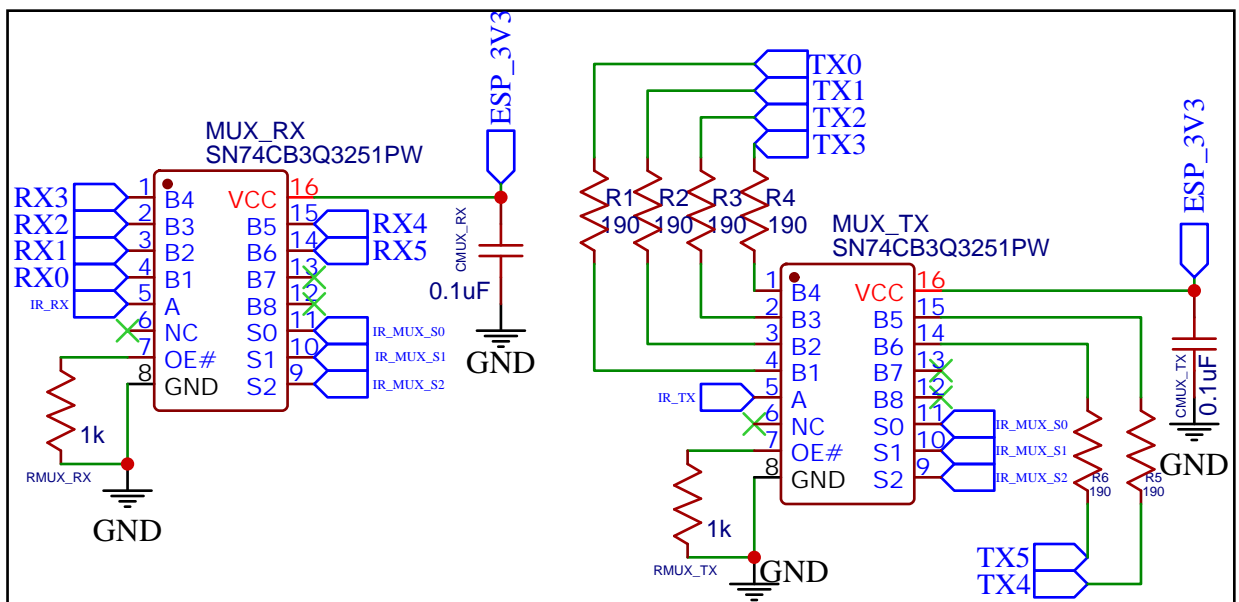 ESP_3V3
MUX_RX
SN74CB3Q3251PW
RX3
RX2
RX1
RX0
IR_RX
1 B4
2 B3
3 B2
4 B1
5 A
6 NC
7 OE#
8 GND
VCC 16
B5 15
B6 14
B7 13
B8 12
S0 11
S1 10
S2 9
RX4
RX5
IR_MUX_S0
IR_MUX_S1
IR_MUX_S2
CMUX_RX
0.1uF
GND
1k
RMUX_RX
GND
TX0
TX1
TX2
TX3
R1
190
R2
190
R3
190
R4
190
ESP_3V3
MUX_TX
SN74CB3Q3251PW
1 B4
2 B3
3 B2
4 B1
5 A
6 NC
7 OE#
8 GND
VCC 16
B5 15
B6 14
B7 13
B8 12
S0 11
S1 10
S2 9
IR_TX
IR_MUX_S0
IR_MUX_S1
IR_MUX_S2
CMUX_TX
0.1uF
GND
R6
190
R5
190
1k
RMUX_TX
GND
TX5
TX4